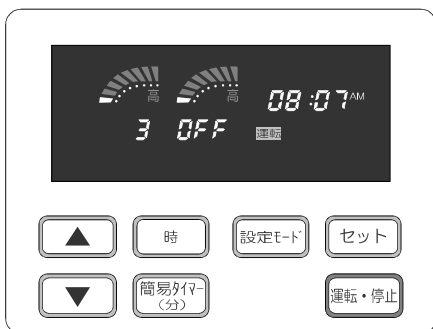 高 高 08:07AM
3 OFF 運転
▲ 時 設定モード セット
▼ 簡易タイマー
(分) 運転・停止